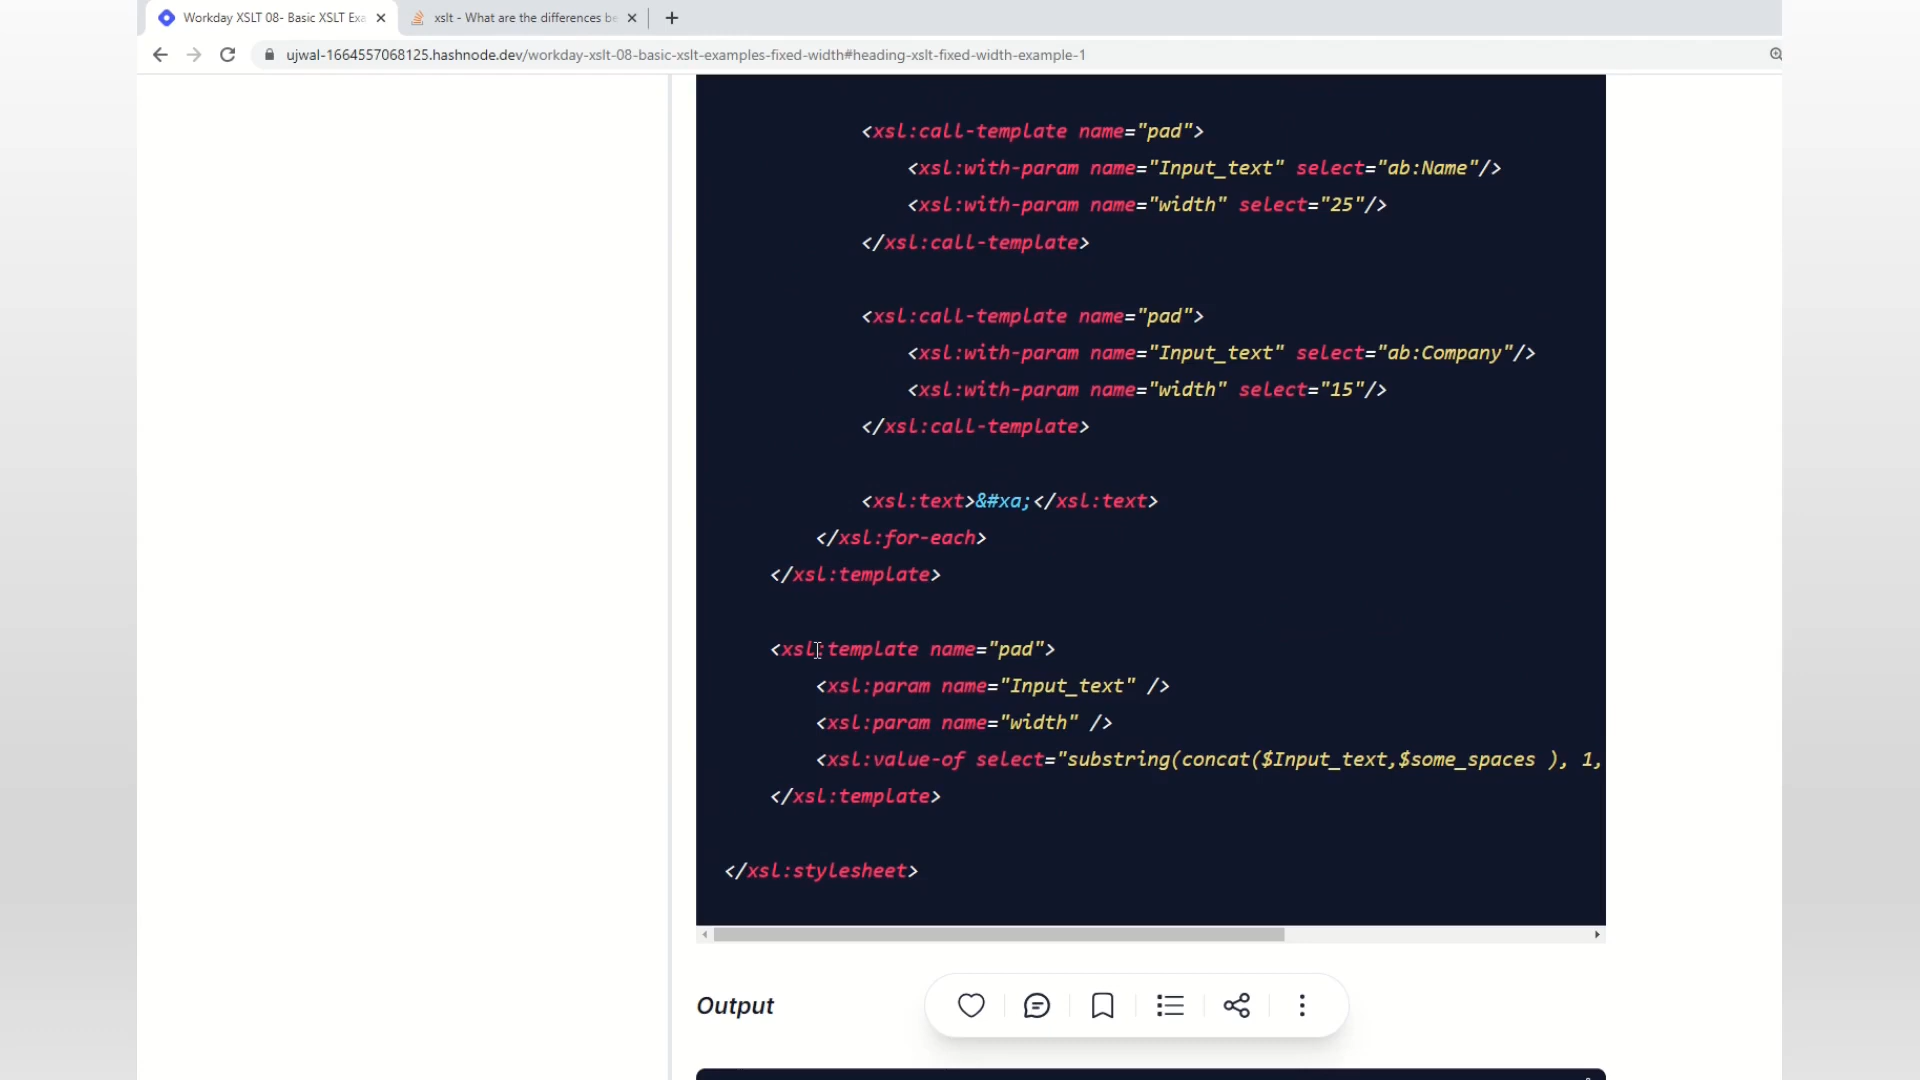 Workday XSLT 08- Basic XSLT Exa
xslt - What are the differences be
ujwal-1664557068125.hashnode.dev/workday-xslt-08-basic-xslt-examples-fixed-width#heading-xslt-fixed-width-example-1
<xsl:call-template name="pad">
<xsl:with-param name="Input_text" select="ab:Name"/>
<xsl:with-param name="width" select="25"/>
</xsl:call-template>
<xsl:call-template name="pad">
<xsl:with-param name="Input_text" select="ab:Company"/>
<xsl:with-param name="width" select="15"/>
</xsl:call-template>
<xsl:text>&#xa;</xsl:text>
</xsl:for-each>
</xsl:template>
<xsl:template name="pad">
<xsl:param name="Input_text" />
<xsl:param name="width" />
<xsl:value-of select="substring(concat($Input_text,$some_spaces ), 1,
</xsl:template>
</xsl:stylesheet>
Output